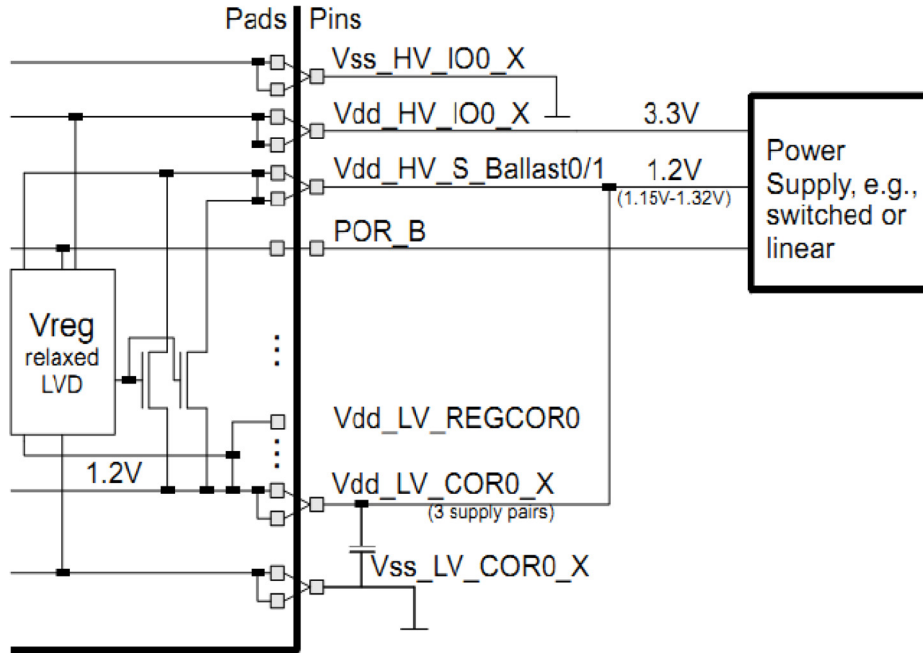 Pads Pins
Vss_HV_IO0_X
Vdd_HV_IO0_X 3.3V
Vdd_HV_S_Ballast0/1 1.2V
(1.15V-1.32V)
POR_B
Power
Supply, e.g.,
switched or
linear
Vreg
relaxed
LVD
Vdd_LV_REGCOR0
1.2V
Vdd_LV_COR0_X
(3 supply pairs)
Vss_LV_COR0_X